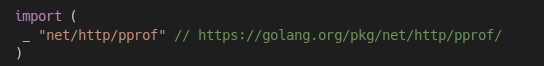 import (
_ "net/http/pprof" // https://golang.org/pkg/net/http/pprof/
)